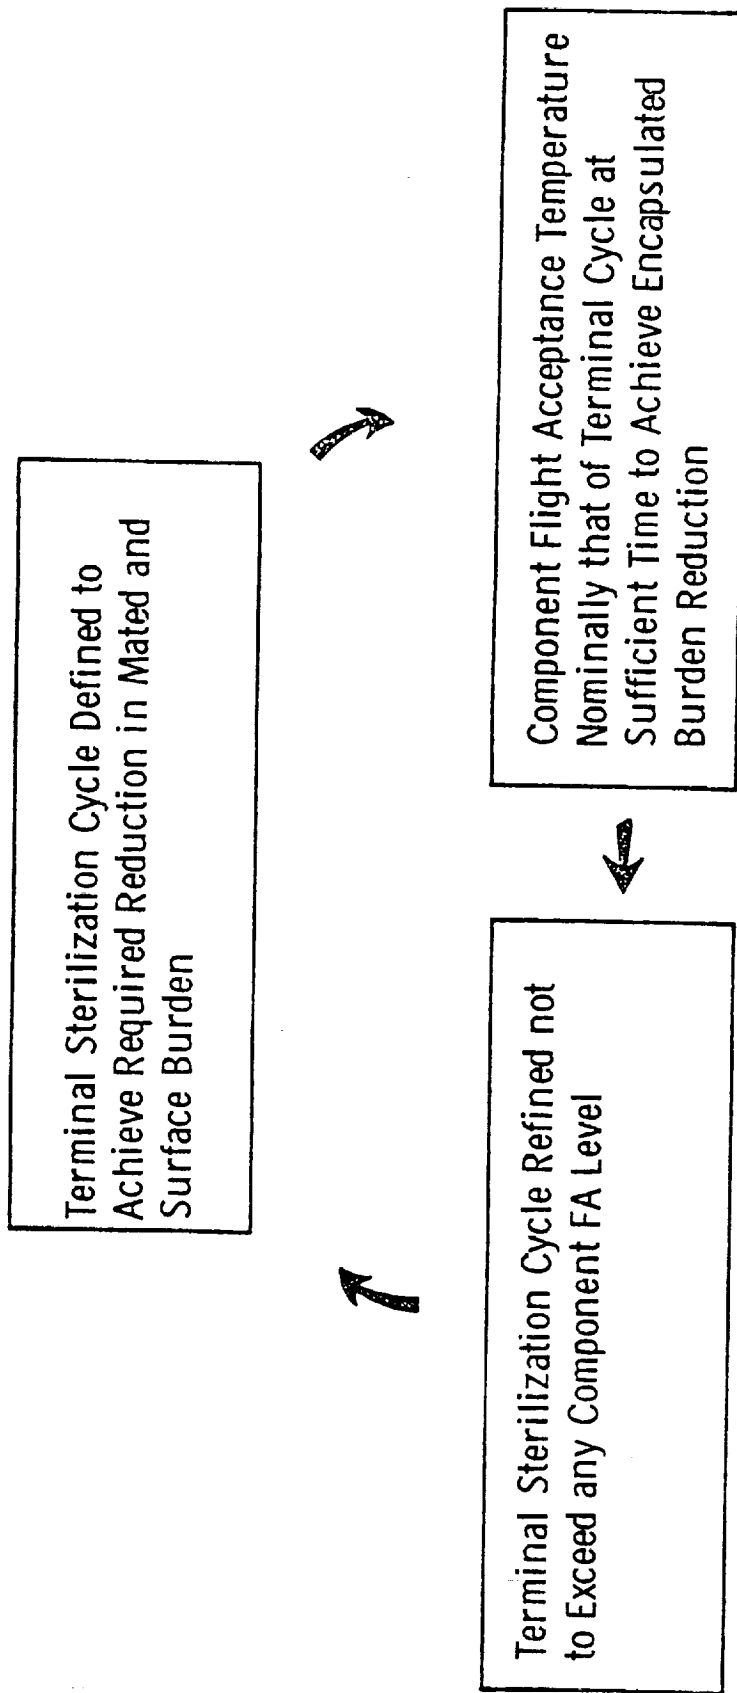 Terminal Sterilization Cycle Defined to
Achieve Required Reduction in Mated and
Surface Burden
Component Flight Acceptance Temperature
Nominally that of Terminal Cycle at
Sufficient Time to Achieve Encapsulated
Burden Reduction
Terminal Sterilization Cycle Refined not
to Exceed any Component FA Level